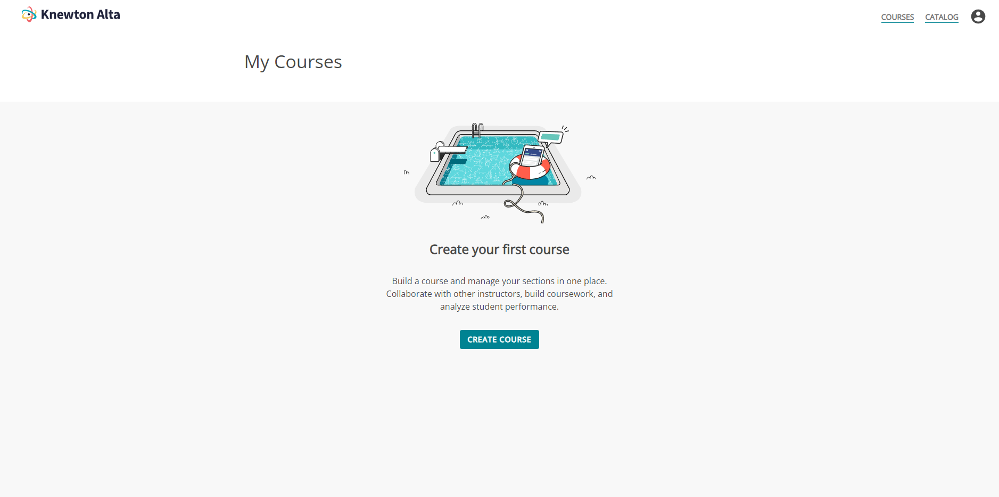 Knewton Alta
COURSES CATALOG
My Courses
Create your first course
Build a course and manage your sections in one place.
Collaborate with other instructors, build coursework, and
analyze student performance.
CREATE COURSE